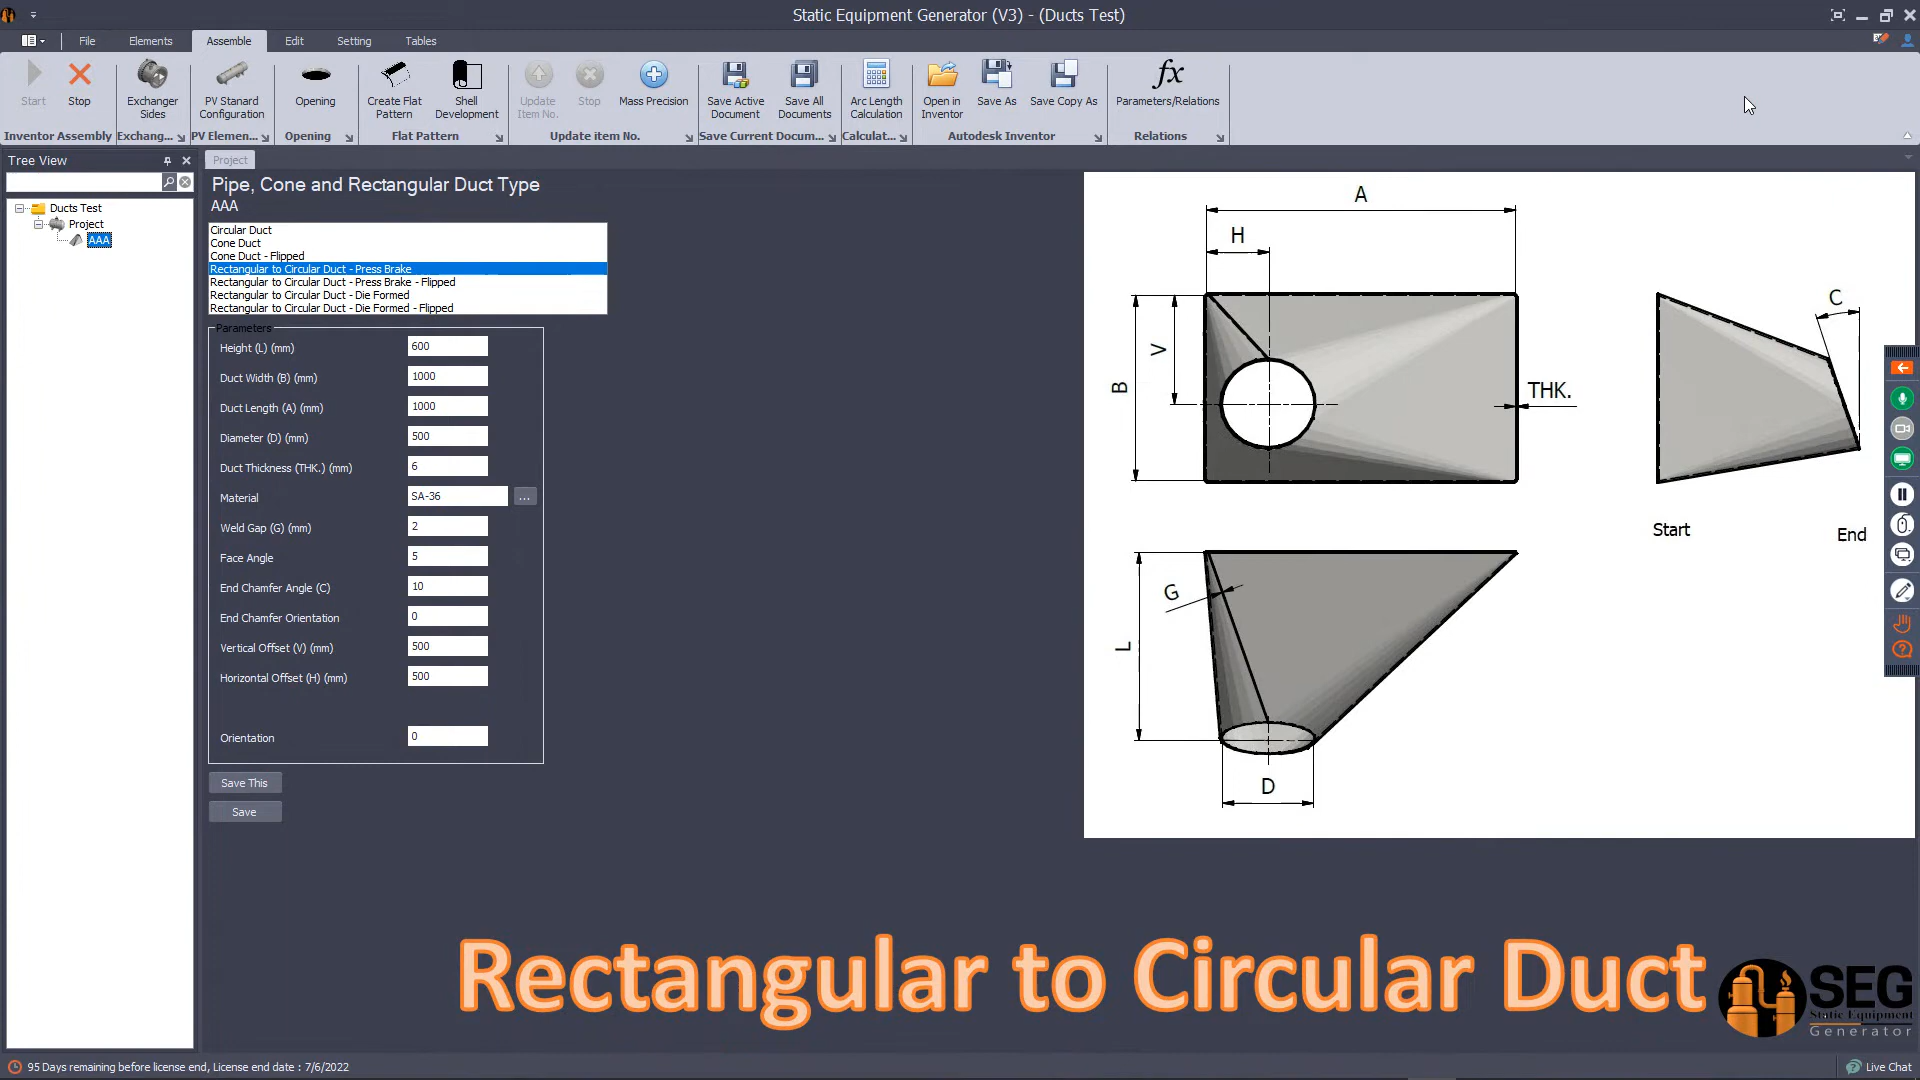 Static Equipment Generator (V3) - (Ducts Test)
File Elements Assemble Edit Setting Tables
Start
Stop
Exchanger
Sides
PV Stanard
Configuration
Opening
Create Flat
Pattern
Shell
Development
Update
Item No.
Stop
Mass Precision
Save Active
Document
Save All
Documents
Arc Length
Calculation
Open in
Inventor
Save As
Save Copy As
fx
Parameters/Relations
Inventor Assembly
Exchang...
PV Elemen...
Opening
Flat Pattern
Update item No.
Save Current Docum...
Calculat...
Autodesk Inventor
Relations
Tree View
Ducts Test
Project
AAA
Project
Pipe, Cone and Rectangular Duct Type
AAA
Circular Duct
Cone Duct
Cone Duct - Flipped
Rectangular to Circular Duct - Press Brake
Rectangular to Circular Duct - Press Brake - Flipped
Rectangular to Circular Duct - Die Formed
Rectangular to Circular Duct - Die Formed - Flipped
Parameters
Height (L) (mm) 600
Duct Width (B) (mm) 1000
Duct Length (A) (mm) 1000
Diameter (D) (mm) 500
Duct Thickness (THK.) (mm) 6
Material SA-36 ...
Weld Gap (G) (mm) 2
Face Angle 5
End Chamfer Angle (C) 10
End Chamfer Orientation 0
Vertical Offset (V) (mm) 500
Horizontal Offset (H) (mm) 500
Orientation 0
Save This
Save
A
H
C
V
B
THK.
Start
End
G
L
D
Rectangular to Circular Duct
SEG
Static Equipment
Generator
95 Days remaining before license end, License end date : 7/6/2022
Live Chat